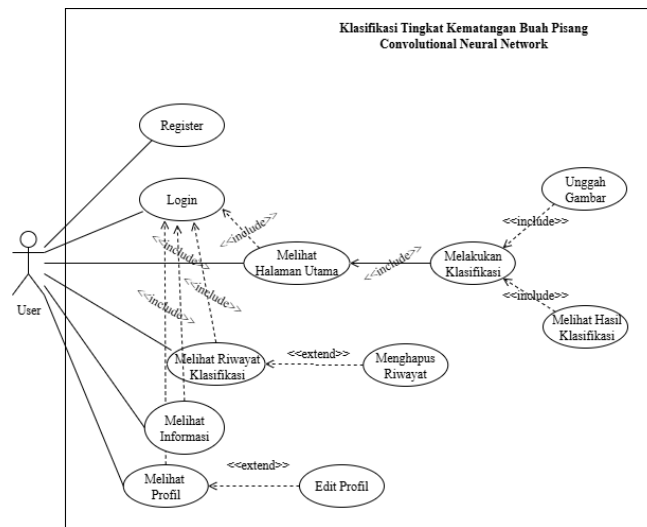 Klasifikasi Tingkat Kematangan Buah Pisang
Convolutional Neural Network
Register
Login
User
<<include>>
<<include>>
<<include>>
<<include>>
Melihat
Halaman Utama
<<include>>
Melakukan
Klasifikasi
<<include>>
Unggah
Gambar
<<include>>
Melihat Hasil
Klasifikasi
Melihat Riwayat
Klasifikasi
<<extend>>
Menghapus
Riwayat
Melihat
Informasi
Melihat
Profil
<<extend>>
Edit Profil